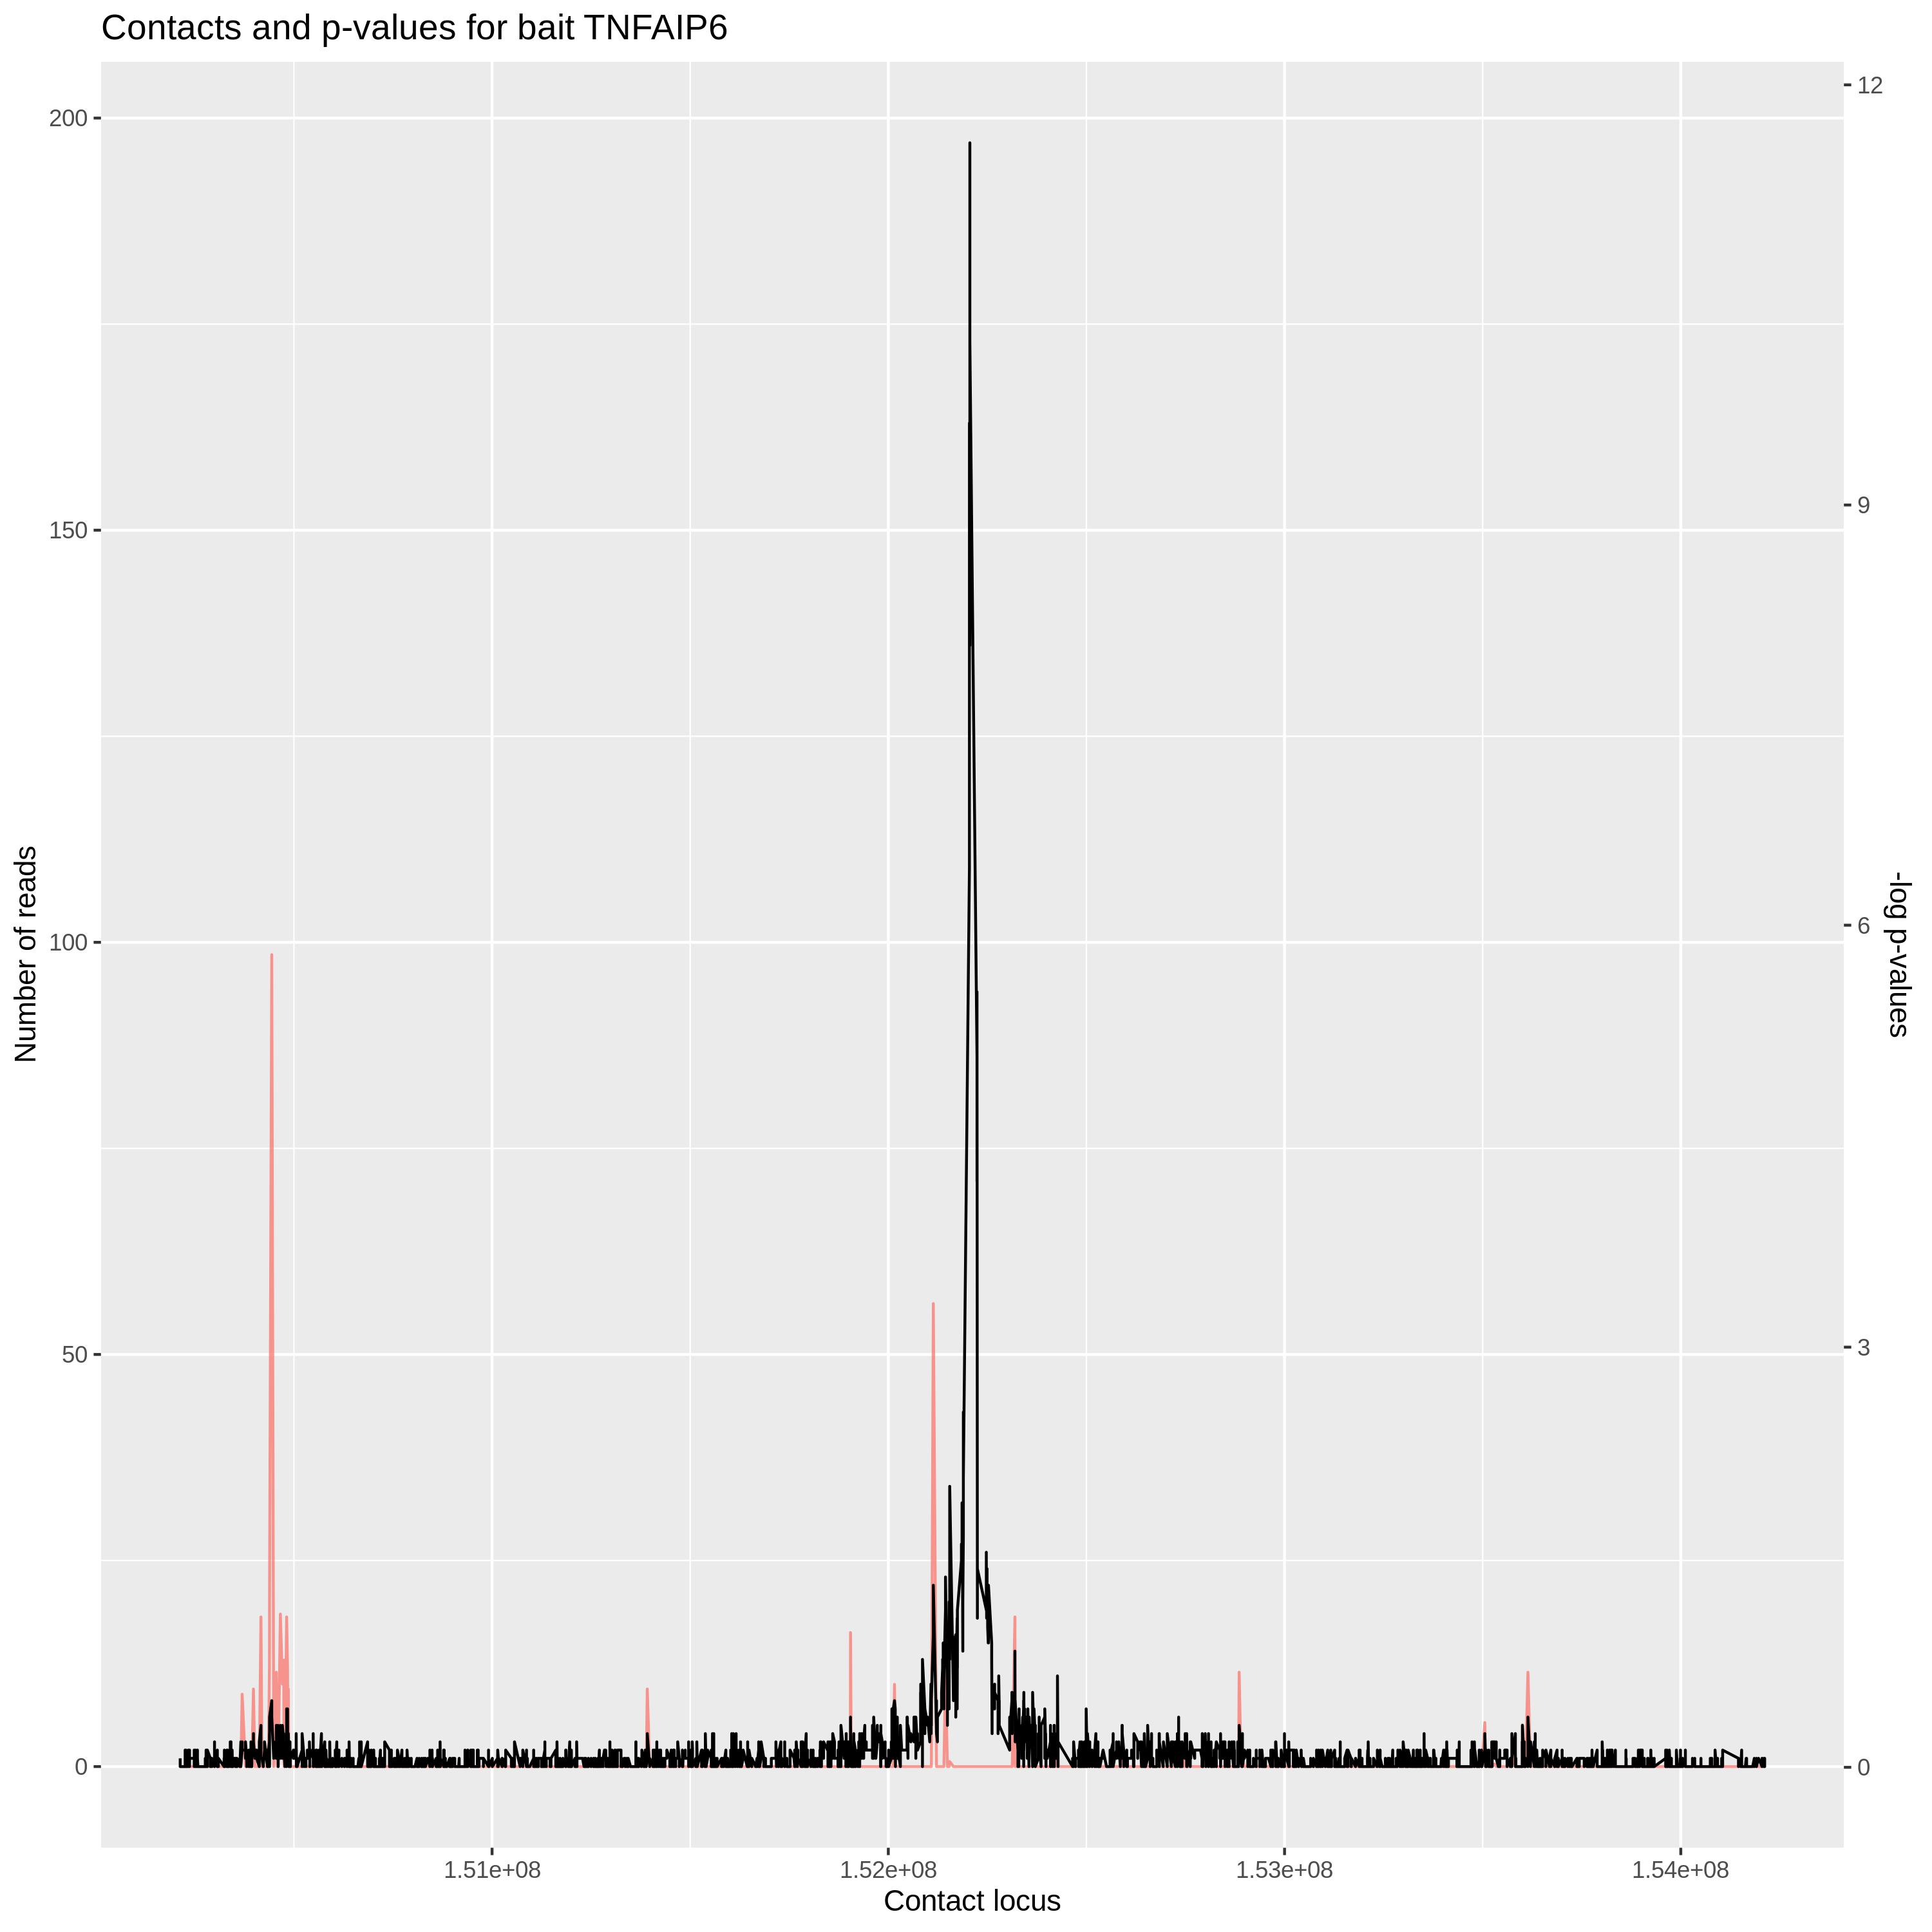 Contacts and p-values for bait TNFAIP6
200
150
100
50
0
Number of reads
12
9
6
3
0
-log p-values
1.51e+08
1.52e+08
1.53e+08
1.54e+08
Contact locus